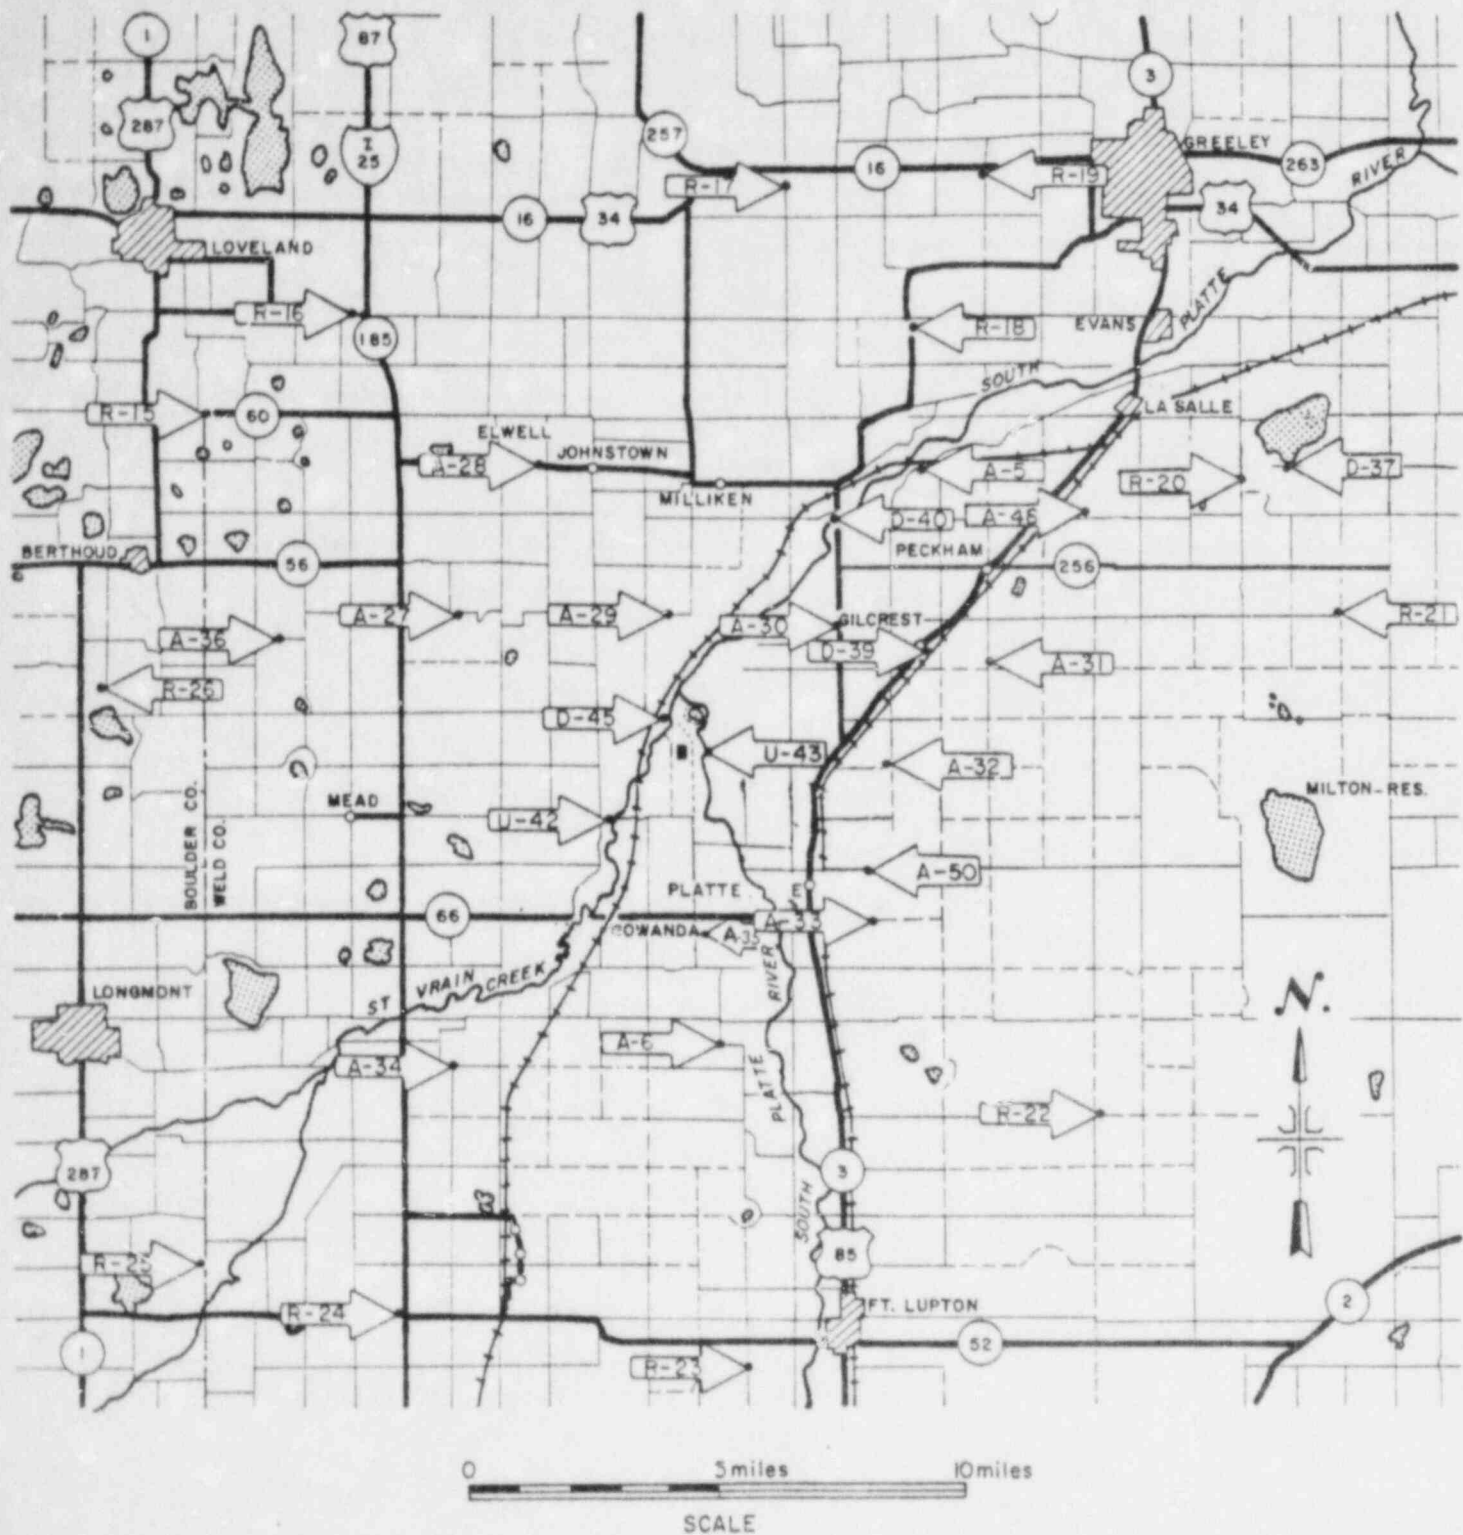 1
87
3
287
I
25
257
GREELEY
16
263
RIVER
R-17
R-19
16
34
34
LOVELAND
PLATTE
R-16
185
R-18
EVANS
SOUTH
R-15
60
LA SALLE
ELWELL
JOHNSTOWN
A-28
A-5
D-37
R-20
MILLIKEN
D-40
A-48
BERTHOUD
56
PECKHAM
256
A-27
A-29
A-30
GILCREST
R-21
A-36
D-39
A-31
R-26
D-45
U-43
A-32
MILTON-RES.
BOULDER CO.
WELD CO.
MEAD
U-42
A-50
PLATTE
E
66
A-33
GOWANDA
A-35
RIVER
N.
LONGMONT
ST VRAIN CREEK
A-6
A-34
PLATTE
R-22
287
3
SOUTH
85
R-24
FT. LUPTON
2
1
52
R-23
0 5miles 10miles
SCALE